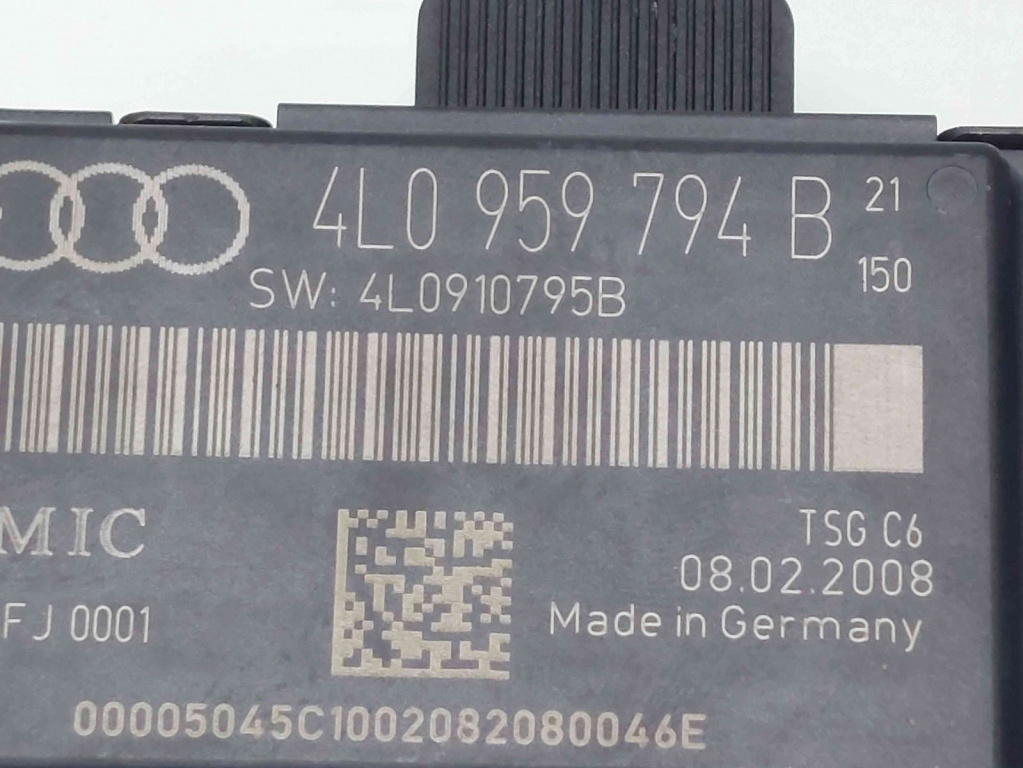 4L0 959 794 B 21
150
SW: 4L0910795B
MIC
TSG C6
08.02.2008
FJ 0001
Made in Germany
00005045C1002082080046E